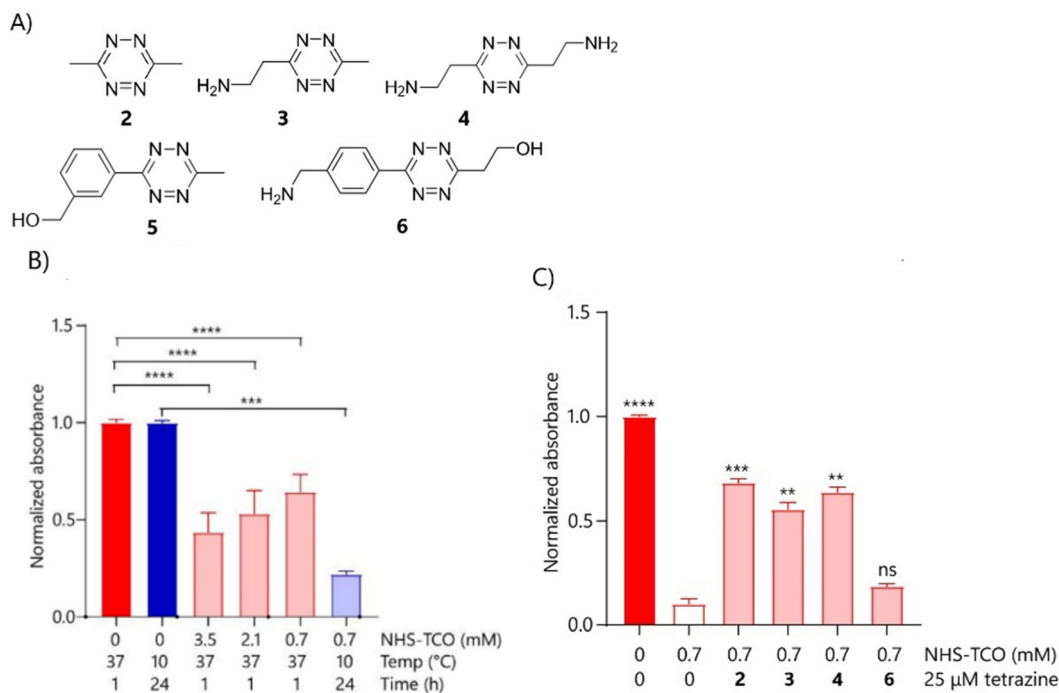 A)
N N
N=N
2
H₂N
N N
N=N
3
H₂N
N N
N=N
NH₂
4
HO
N N
N=N
5
H₂N
N N
N=N
OH
6
B)
Normalized absorbance
1.5
1.0
0.5
0.0
****
****
****
***
0 0 3.5 2.1 0.7 0.7 NHS-TCO (mM)
37 10 37 37 37 10 Temp (°C)
1 24 1 1 1 24 Time (h)
C)
Normalized absorbance
1.5
1.0
0.5
0.0
****
***
**
**
ns
0 0.7 0.7 0.7 0.7 0.7 NHS-TCO (mM)
0 0 2 3 4 6 25 µM tetrazine